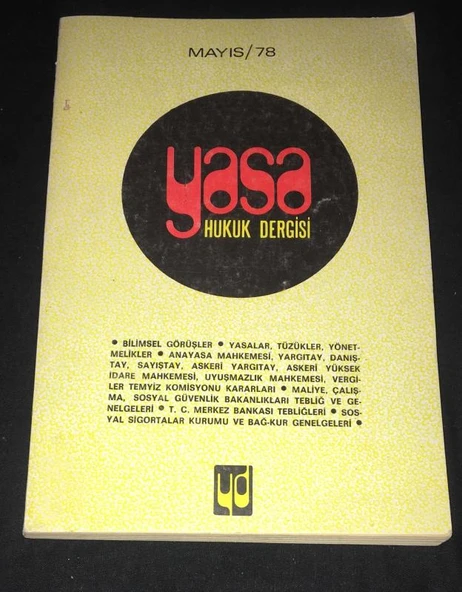 MAYIS/78
yasa
HUKUK DERGİSİ
• BİLİMSEL GÖRÜŞLER • YASALAR, TÜZÜKLER, YÖNET-
MELİKLER • ANAYASA MAHKEMESİ, YARGITAY, DANIŞ-
TAY, SAYIŞTAY, ASKERİ YARGITAY, ASKERİ YÜKSEK
İDARE MAHKEMESİ, UYUŞMAZLIK MAHKEMESİ, VERGİ-
LER TEMYİZ KOMİSYONU KARARLARI • MALİYE, ÇALIŞ-
MA, SOSYAL GÜVENLİK BAKANLIKLARI TEBLİĞ VE GE-
NELGELERİ • T. C. MERKEZ BANKASI TEBLİĞLERİ • SOS-
YAL SİGORTALAR KURUMU VE BAĞ-KUR GENELGELERİ •
yd